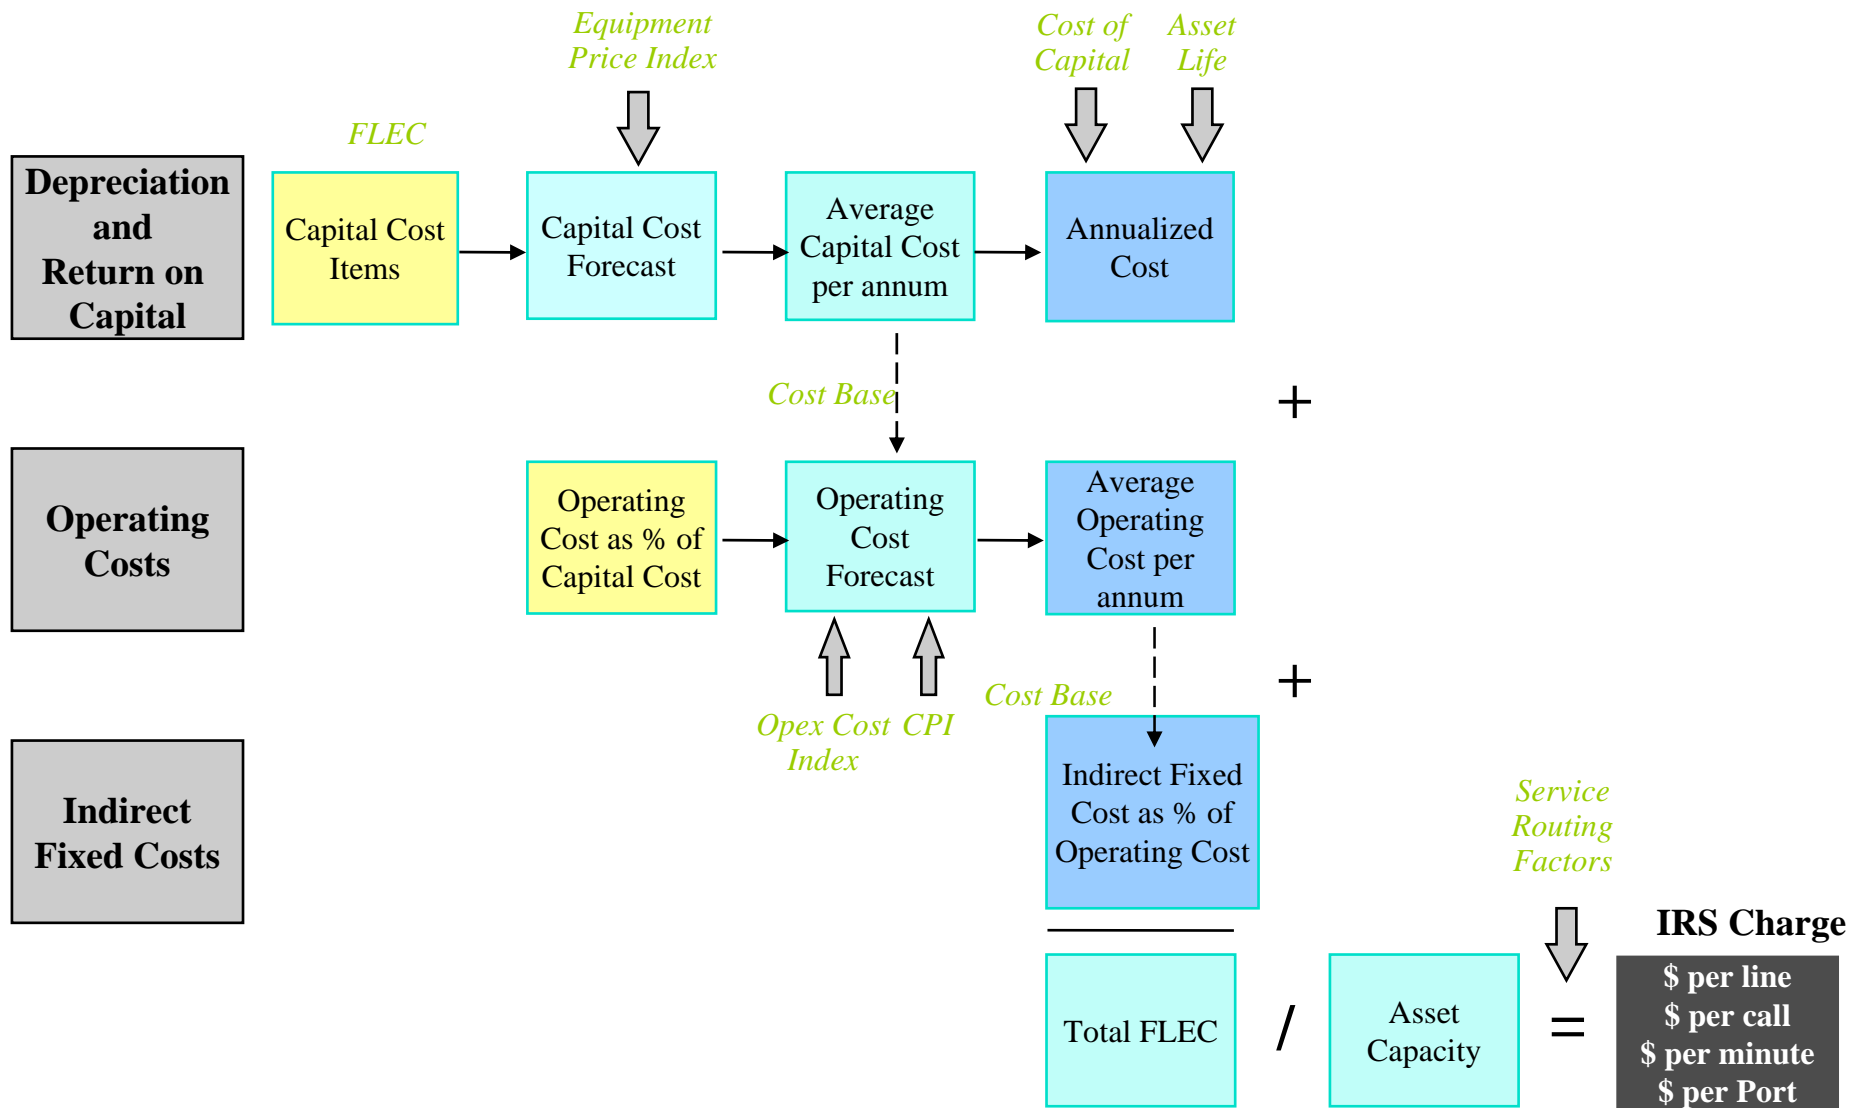 Equipment
Price Index
Cost of
Capital
Asset
Life
FLEC
Depreciation
and
Return on
Capital
Capital Cost
Items
Capital Cost
Forecast
Average
Capital Cost
per annum
Annualized
Cost
Cost Base
+
Operating
Costs
Operating
Cost as % of
Capital Cost
Operating
Cost
Forecast
Average
Operating
Cost per
annum
Cost Base
+
Opex Cost
Index
CPI
Indirect
Fixed Costs
Indirect Fixed
Cost as % of
Operating Cost
Service
Routing
Factors
IRS Charge
Total FLEC
/
Asset
Capacity
=
$ per line
$ per call
$ per minute
$ per Port